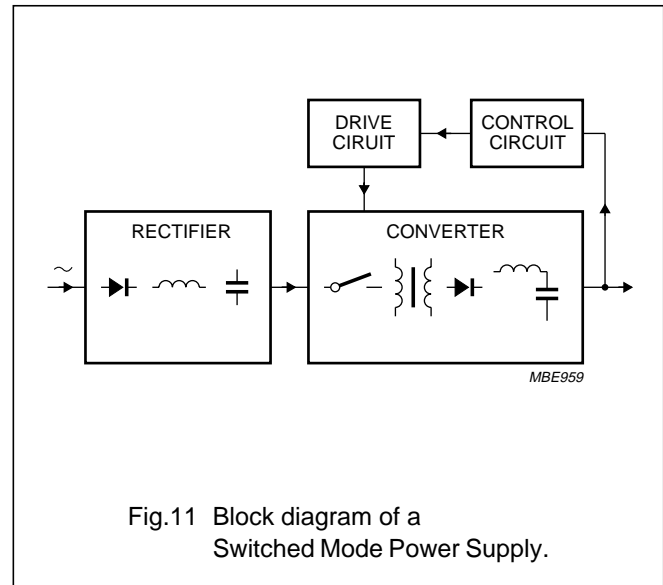 DRIVE
CIRUIT
CONTROL
CIRCUIT
RECTIFIER
CONVERTER
~
MBE959
Fig.11 Block diagram of a
Switched Mode Power Supply.